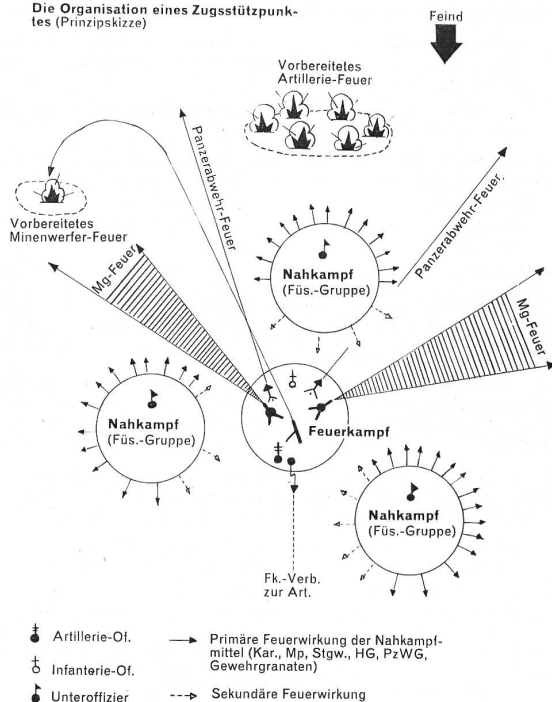 Die Organisation eines Zugsstützpunk-
tes (Prinzipskizze)
Feind
Vorbereitetes
Artillerie-Feuer
Panzerabwehr-Feuer
Vorbereitetes
Minenwerfer-Feuer
Mg-Feuer
Nahkampf
(Füs.-Gruppe)
Panzerabwehr-Feuer
Mg-Feuer
Nahkampf
(Füs.-Gruppe)
Feuerkampf
Nahkampf
(Füs.-Gruppe)
Fk.-Verb.
zur Art.
Artillerie-Of.
Infanterie-Of.
Unteroffizier
Primäre Feuerwirkung der Nahkampf-
mittel (Kar., Mp, Stgw., HG, PzWG,
Gewehrgranaten)
Sekundäre Feuerwirkung